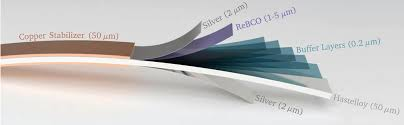 Copper Stabilizer (50 µm)
Silver (2 µm)
ReBCO (1-5 µm)
Buffer Layers (0.2 µm)
Hastelloy (50 µm)
Silver (2 µm)